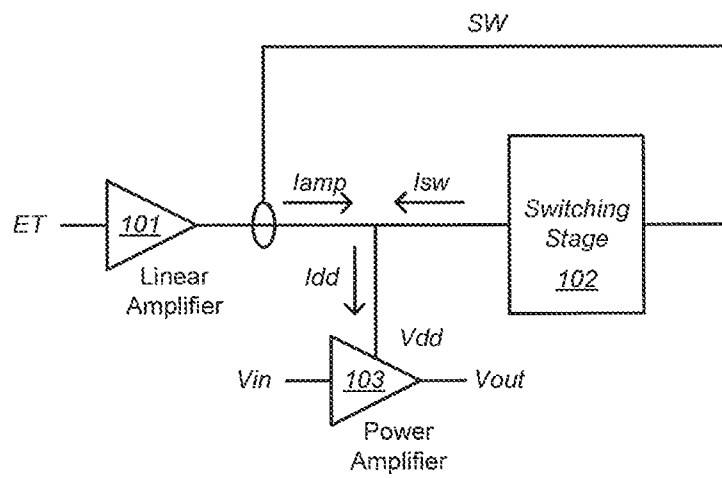 SW
Iamp
Isw
ET
101
Linear
Amplifier
Switching
Stage
102
Idd
Vdd
Vin
103
Vout
Power
Amplifier